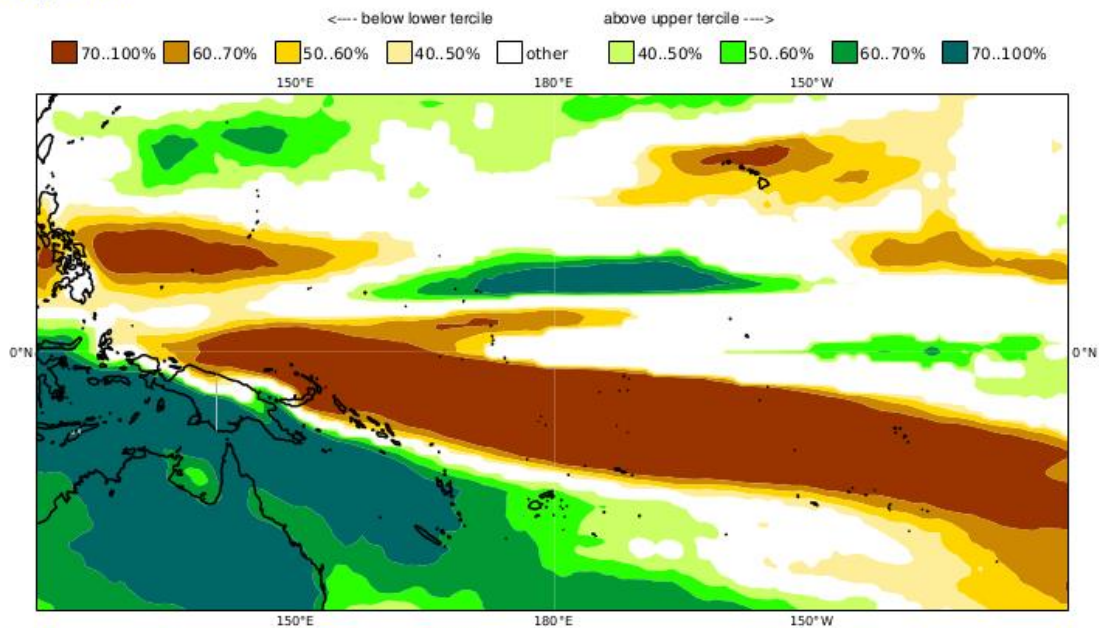 <---- below lower tercile above upper tercile ---->
70..100% 60..70% 50..60% 40..50% other 40..50% 50..60% 60..70% 70..100%
150°E 180°E 150°W
0°N 0°N
150°E 180°E 150°W